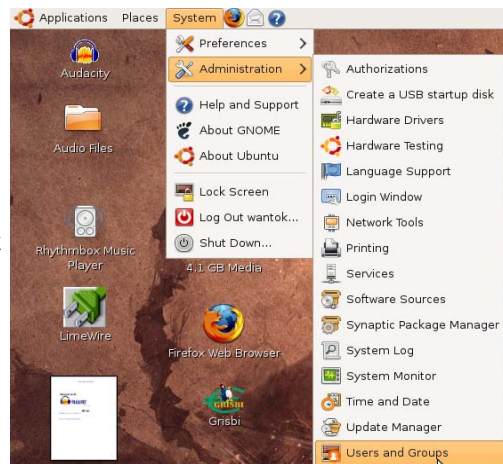 Applications Places System
Preferences
Administration
Help and Support
About GNOME
About Ubuntu
Lock Screen
Log Out wantok...
Shut Down...
Authorizations
Create a USB startup disk
Hardware Drivers
Hardware Testing
Language Support
Login Window
Network Tools
Printing
Services
Software Sources
Synaptic Package Manager
System Log
System Monitor
Time and Date
Update Manager
Users and Groups
Audacity
Audio Files
Rhythmbox Music
Player
4.1 GB Media
LimeWire
Firefox Web Browser
Grisbi